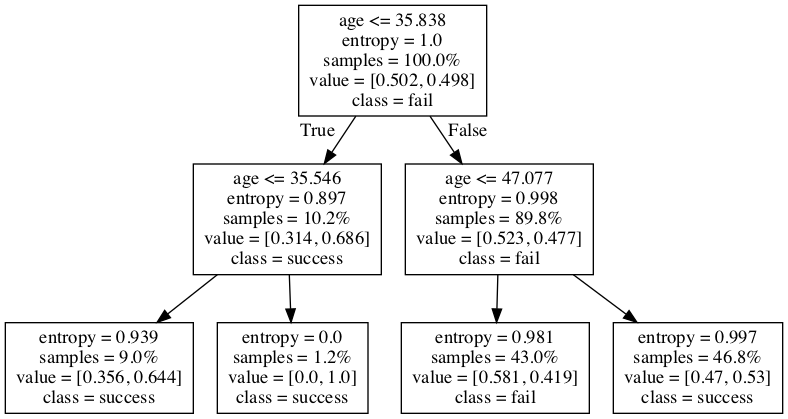 age <= 35.838
entropy = 1.0
samples = 100.0%
value = [0.502, 0.498]
class = fail
True
False
age <= 35.546
entropy = 0.897
samples = 10.2%
value = [0.314, 0.686]
class = success
age <= 47.077
entropy = 0.998
samples = 89.8%
value = [0.523, 0.477]
class = fail
entropy = 0.939
samples = 9.0%
value = [0.356, 0.644]
class = success
entropy = 0.0
samples = 1.2%
value = [0.0, 1.0]
class = success
entropy = 0.981
samples = 43.0%
value = [0.581, 0.419]
class = fail
entropy = 0.997
samples = 46.8%
value = [0.47, 0.53]
class = success